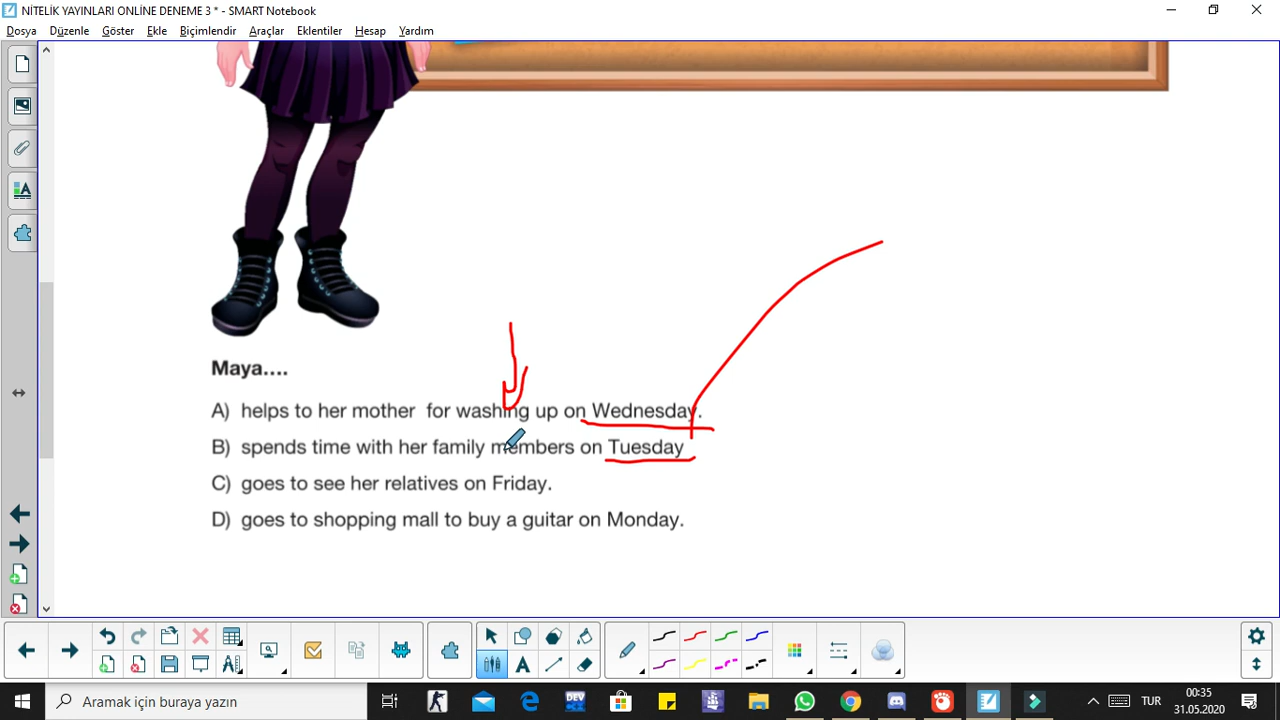 NİTELİK YAYINLARI ONLİNE DENEME 3 * - SMART Notebook
Dosya Düzenle Göster Ekle Biçimlendir Araçlar Eklentiler Hesap Yardım
Maya....
A) helps to her mother for washing up on Wednesday.
B) spends time with her family members on Tuesday
C) goes to see her relatives on Friday.
D) goes to shopping mall to buy a guitar on Monday.
Aramak için buraya yazın
TUR
00:35
31.05.2020